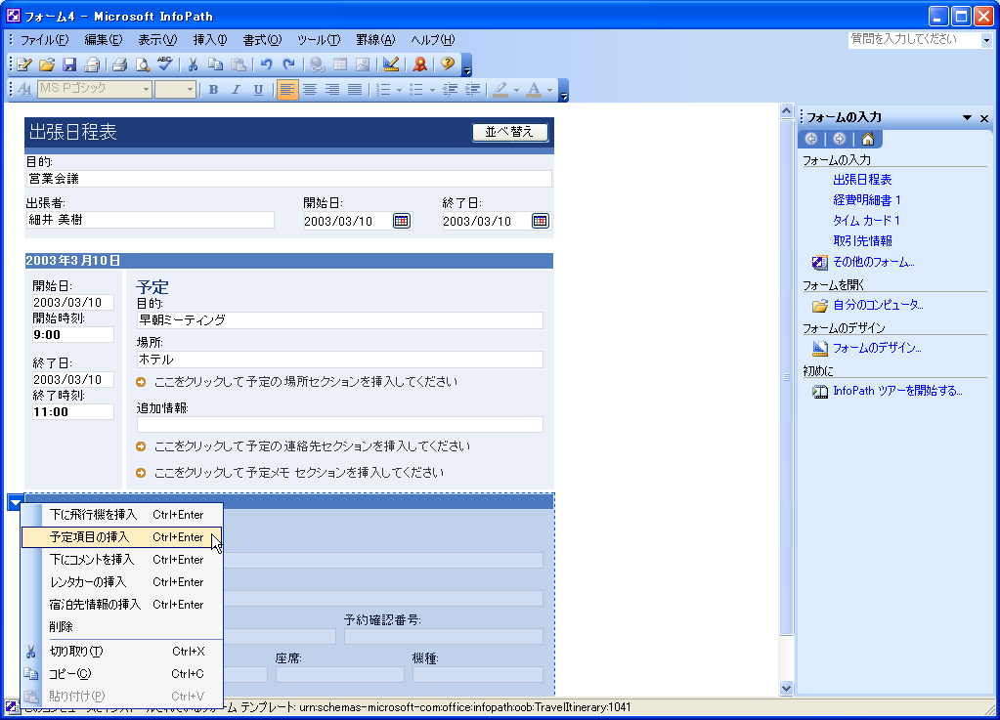 フォーム4 - Microsoft InfoPath
ファイル(F) 編集(E) 表示(V) 挿入(I) 書式(O) ツール(T) 罫線(A) ヘルプ(H) 質問を入力してください
MS Pゴシック B I U A
出張日程表 並べ替え
目的:
営業会議
出張者: 開始日: 終了日:
細井 美樹 2003/03/10 2003/03/10
2003年3月10日
開始日:
2003/03/10
開始時刻:
9:00
終了日:
2003/03/10
終了時刻:
11:00
予定
目的:
早朝ミーティング
場所:
ホテル
ここをクリックして予定の場所セクションを挿入してください
追加情報:
ここをクリックして予定の連絡先セクションを挿入してください
ここをクリックして予定メモ セクションを挿入してください
下に飛行機を挿入 Ctrl+Enter
予定項目の挿入 Ctrl+Enter
下にコメントを挿入 Ctrl+Enter
レンタカーの挿入 Ctrl+Enter
宿泊先情報の挿入 Ctrl+Enter
削除
切り取り(T) Ctrl+X
コピー(C) Ctrl+C
貼り付け(P) Ctrl+V
予約確認番号:
座席: 機種:
フォームの入力
フォームの入力
出張日程表
経費明細書 1
タイム カード 1
取引先情報
その他のフォーム...
フォームを開く
自分のコンピュータ...
フォームのデザイン
フォームのデザイン...
初めに
InfoPath ツアーを開始する...
テンプレート: urn:schemas-microsoft-com:office:infopath:oob:TravelItinerary:1041